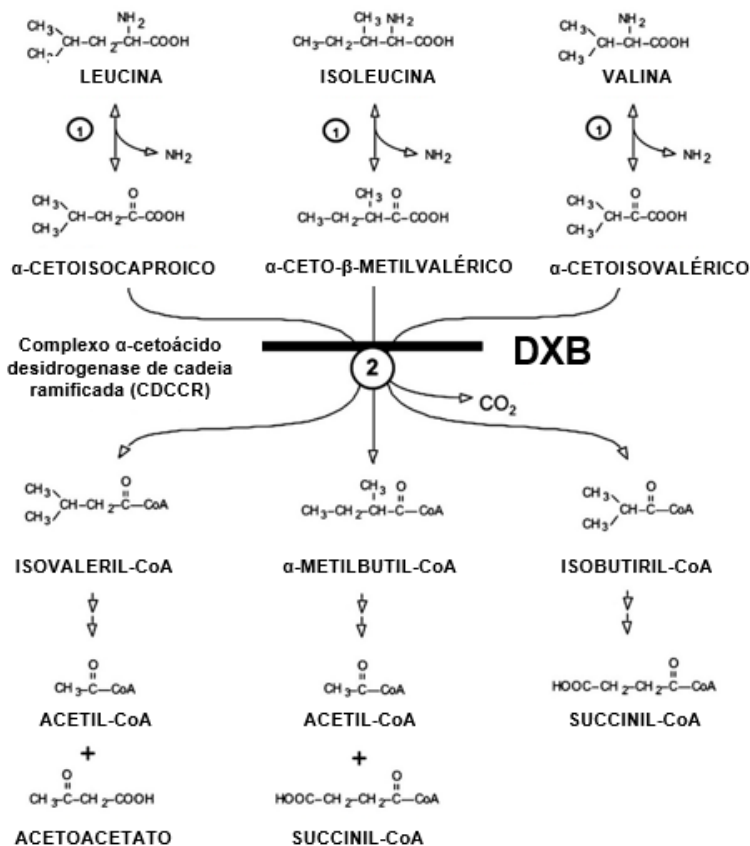 CH3 NH2 CH3 NH2 CH3 NH2
CH-CH2-CH-COOH CH3-CH2-CH-CH-COOH CH-CH-COOH
CH3 CH3
LEUCINA ISOLEUCINA VALINA
1 NH2 1 NH2 1 NH2
CH3 O CH3 O CH3 O
CH-CH2-C-COOH CH3-CH2-CH-C-COOH CH-C-COOH
CH3 CH3
α-CETOISOCAPROICO α-CETO-β-METILVALÉRICO α-CETOISOVALÉRICO
Complexo α-cetoácido
desidrogenase de cadeia
ramificada (CDCCR)
2
DXB
CO2
CH3 O CH3 O CH3 O
CH-CH2-C—CoA CH3-CH2-CH-C—CoA CH-C—CoA
CH3 CH3
ISOVALERIL-CoA α-METILBUTIL-CoA ISOBUTIRIL-CoA
O O O
CH3-C—CoA CH3-C—CoA HOOC-CH2-CH2-C—CoA
ACETIL-CoA ACETIL-CoA SUCCINIL-CoA
+ +
O O
CH3-C-CH2-COOH HOOC-CH2-CH2-C—CoA
ACETOACETATO SUCCINIL-CoA